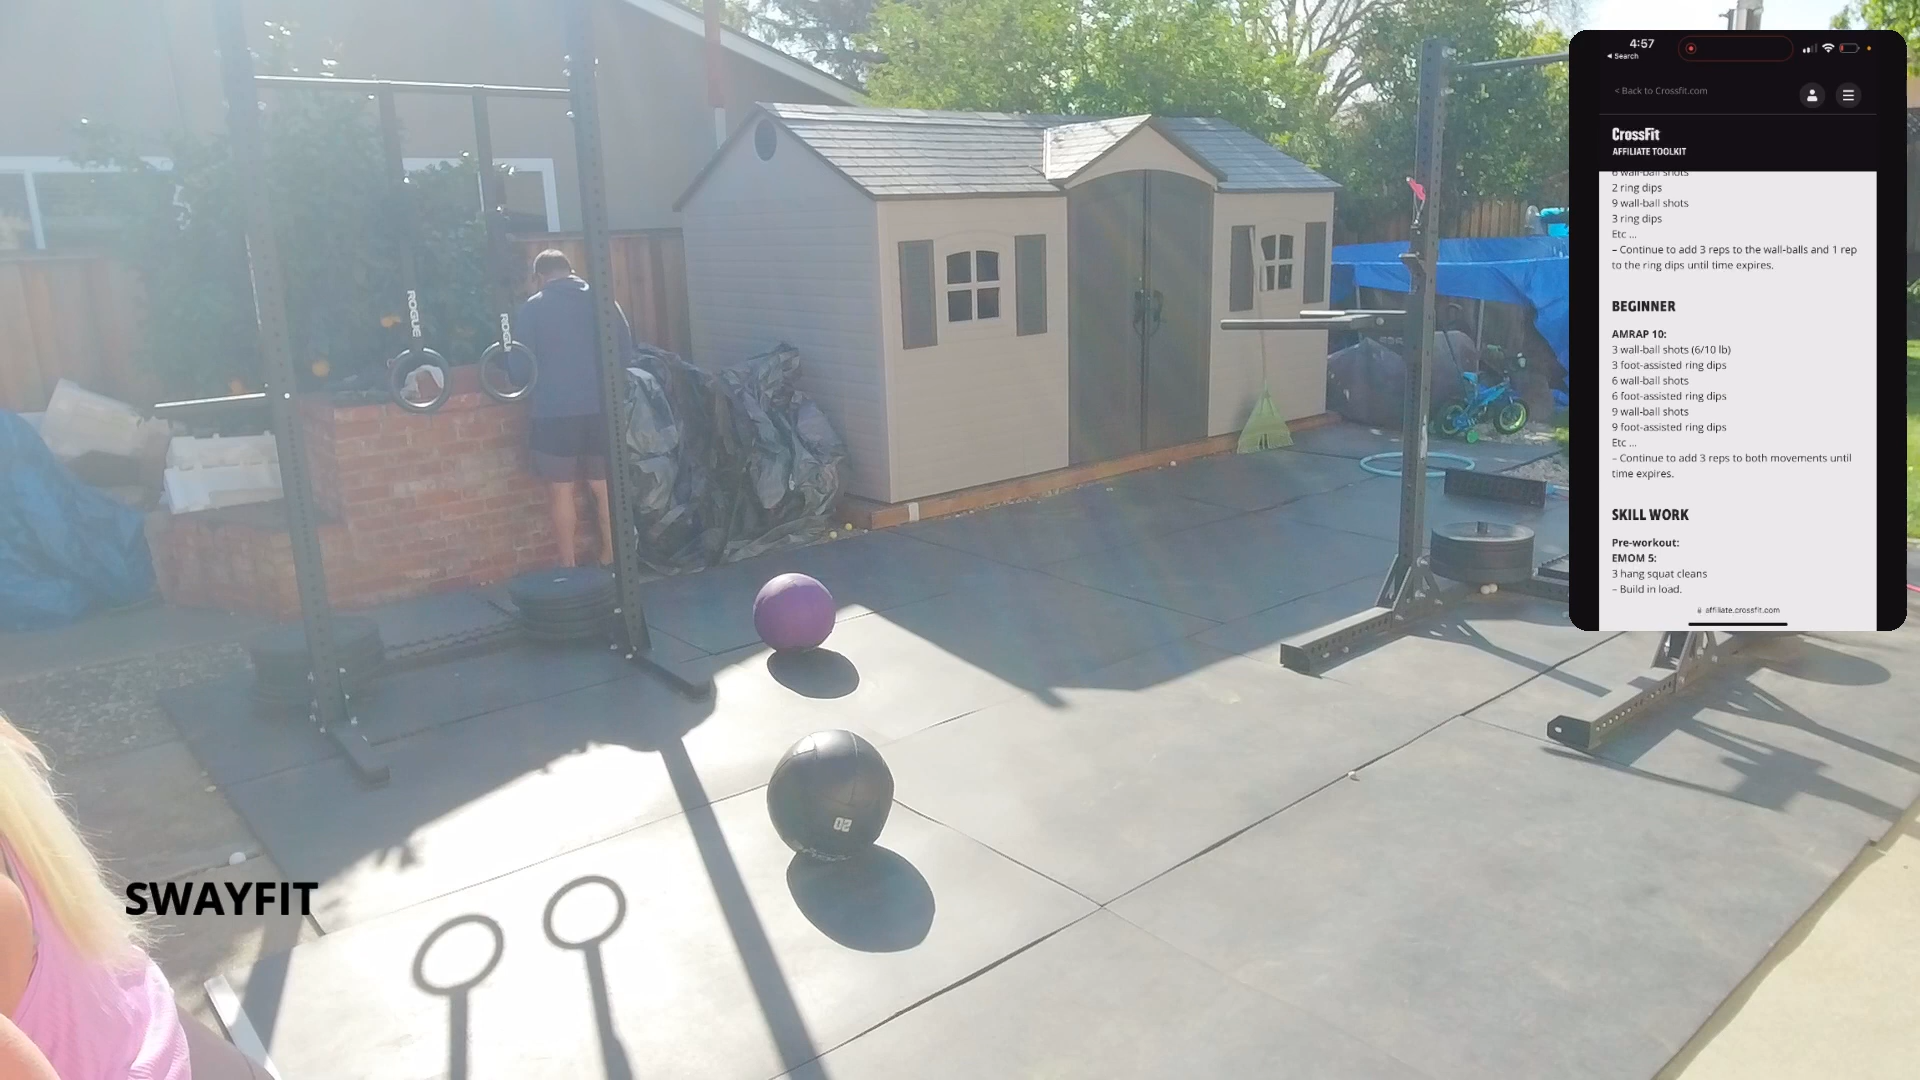 4:57
Search
< Back to Crossfit.com
CrossFit
AFFILIATE TOOLKIT
6 wall-ball shots
2 ring dips
9 wall-ball shots
3 ring dips
Etc ...
– Continue to add 3 reps to the wall-balls and 1 rep
to the ring dips until time expires.
BEGINNER
AMRAP 10:
3 wall-ball shots (6/10 lb)
3 foot-assisted ring dips
6 wall-ball shots
6 foot-assisted ring dips
9 wall-ball shots
9 foot-assisted ring dips
Etc ...
– Continue to add 3 reps to both movements until
time expires.
SKILL WORK
Pre-workout:
EMOM 5:
3 hang squat cleans
– Build in load.
affiliate.crossfit.com
ROGUE
ROGUE
20
SWAYFIT